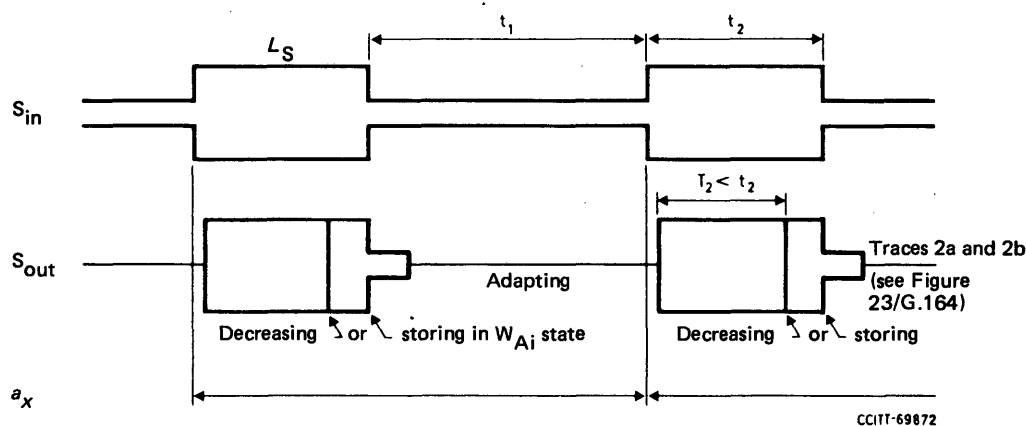 t1
t2
LS
Sin
T2 < t2
Sout
Adapting
Traces 2a and 2b
(see Figure
23/G.164)
Decreasing or storing in WAi state
Decreasing or storing
ax
CCITT-69872